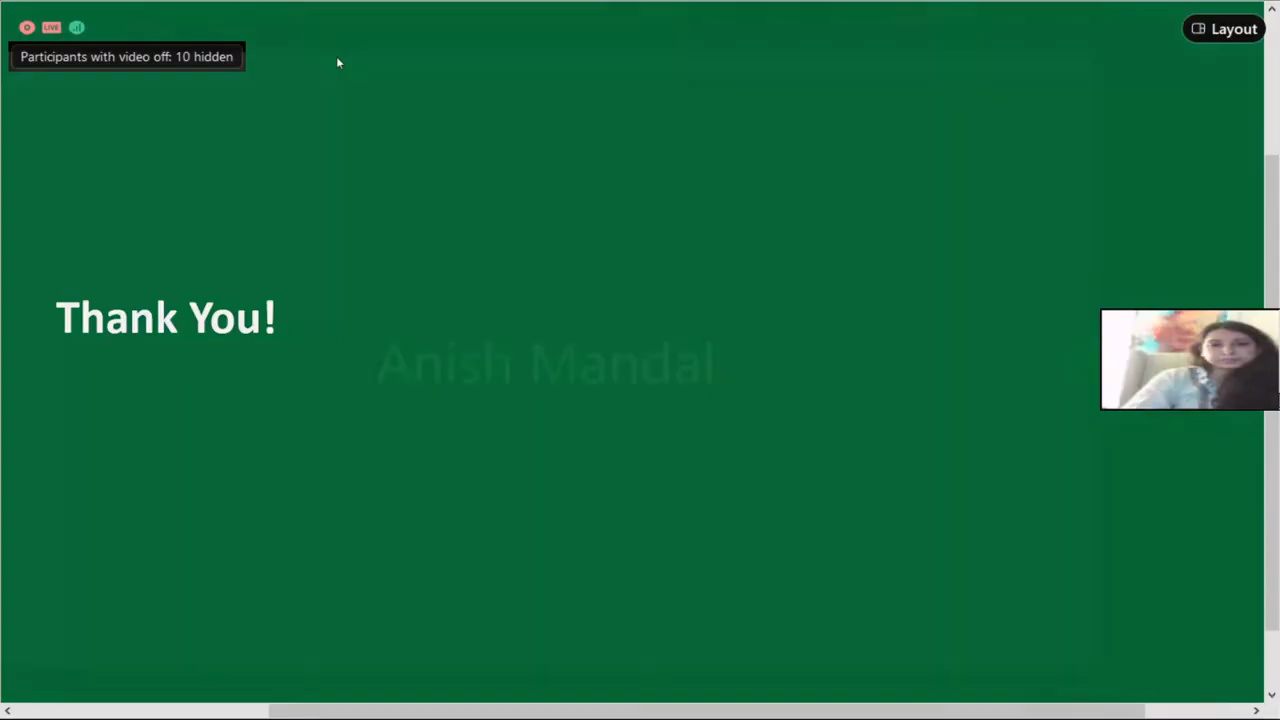 LIVE
Layout
Participants with video off: 10 hidden
Thank You!
Anish Mandal